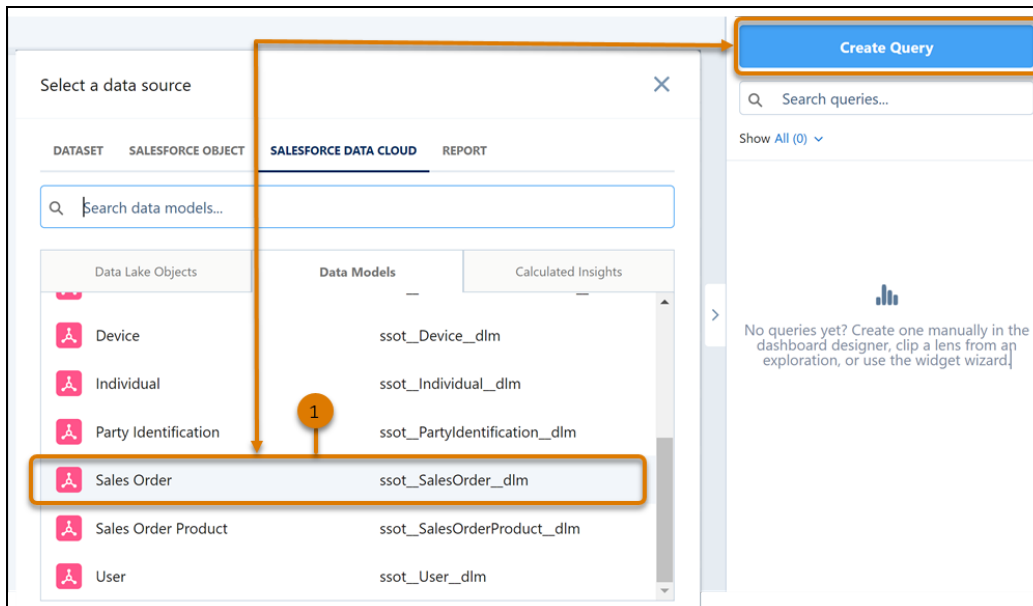 Create Query
Select a data source
Search queries...
Show All (0)
DATASET SALESFORCE OBJECT SALESFORCE DATA CLOUD REPORT
Search data models...
Data Lake Objects Data Models Calculated Insights
Device ssot__Device__dlm
Individual ssot__Individual__dlm
1
Party Identification ssot__PartyIdentification__dlm
Sales Order ssot__SalesOrder__dlm
Sales Order Product ssot__SalesOrderProduct__dlm
User ssot__User__dlm
No queries yet? Create one manually in the
dashboard designer, clip a lens from an
exploration, or use the widget wizard.